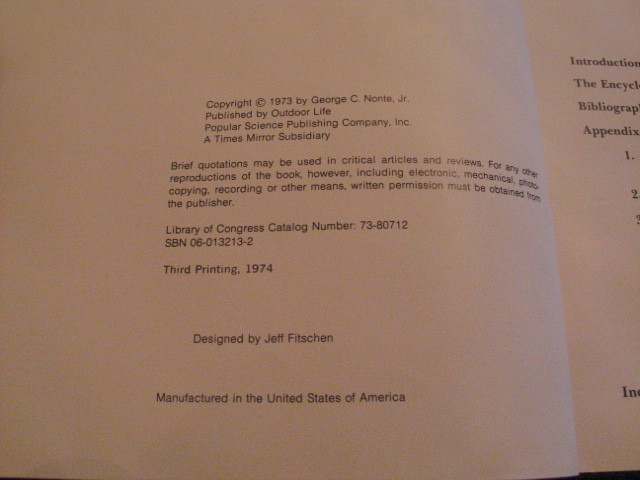 Copyright © 1973 by George C. Nonte, Jr.
Published by Outdoor Life
Popular Science Publishing Company, Inc.
A Times Mirror Subsidiary
Brief quotations may be used in critical articles and reviews. For any other
reproductions of the book, however, including electronic, mechanical, photo-
copying, recording or other means, written permission must be obtained from
the publisher.
Library of Congress Catalog Number: 73-80712
SBN 06-013213-2
Third Printing, 1974
Designed by Jeff Fitschen
Manufactured in the United States of America
Introduction
The
Appendix
1.
2.